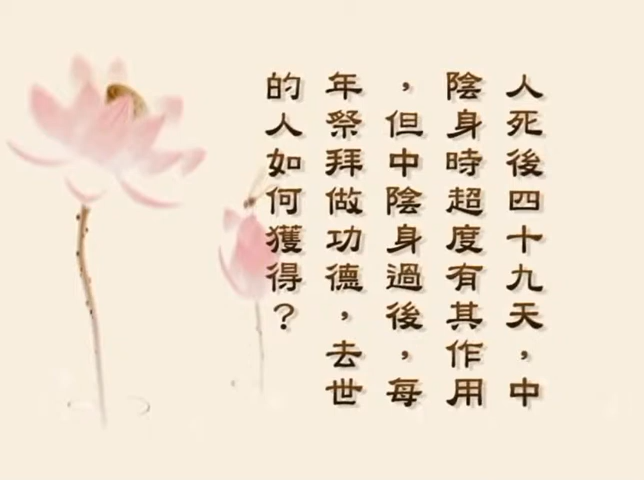 人死後四十九天，中
陰身時超度有其作用
，但中陰身過後，每
年祭拜做功德，去世
的人如何獲得？